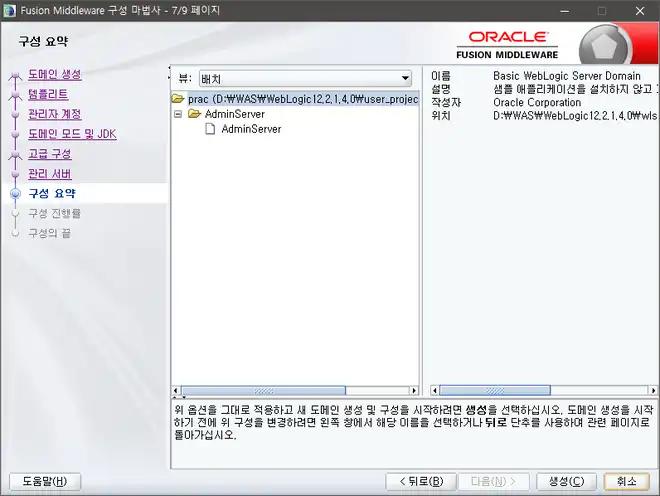 Fusion Middleware 구성 마법사 - 7/9 페이지
구성 요약
ORACLE
FUSION MIDDLEWARE
도메인 생성
템플리트
관리자 계정
도메인 모드 및 JDK
고급 구성
관리 서버
구성 요약
구성 진행률
구성의 끝
뷰: 배치
prac (D:₩WAS₩WebLogic12,2,1,4,0₩user_projec
AdminServer
AdminServer
이름 Basic WebLogic Server Domain
설명 샘플 애플리케이션을 설치하지 않고
작성자 Oracle Corporation
위치 D:₩WAS₩WebLogic12,2,1,4,0₩wls
위 옵션을 그대로 적용하고 새 도메인 생성 및 구성을 시작하려면 생성을 선택하십시오. 도메인 생성을 시작
하기 전에 위 구성을 변경하려면 왼쪽 창에서 해당 이름을 선택하거나 뒤로 단추를 사용하여 관련 페이지로
돌아가십시오.
도움말(H) < 뒤로(B) 다음(N) > 생성(C) 취소